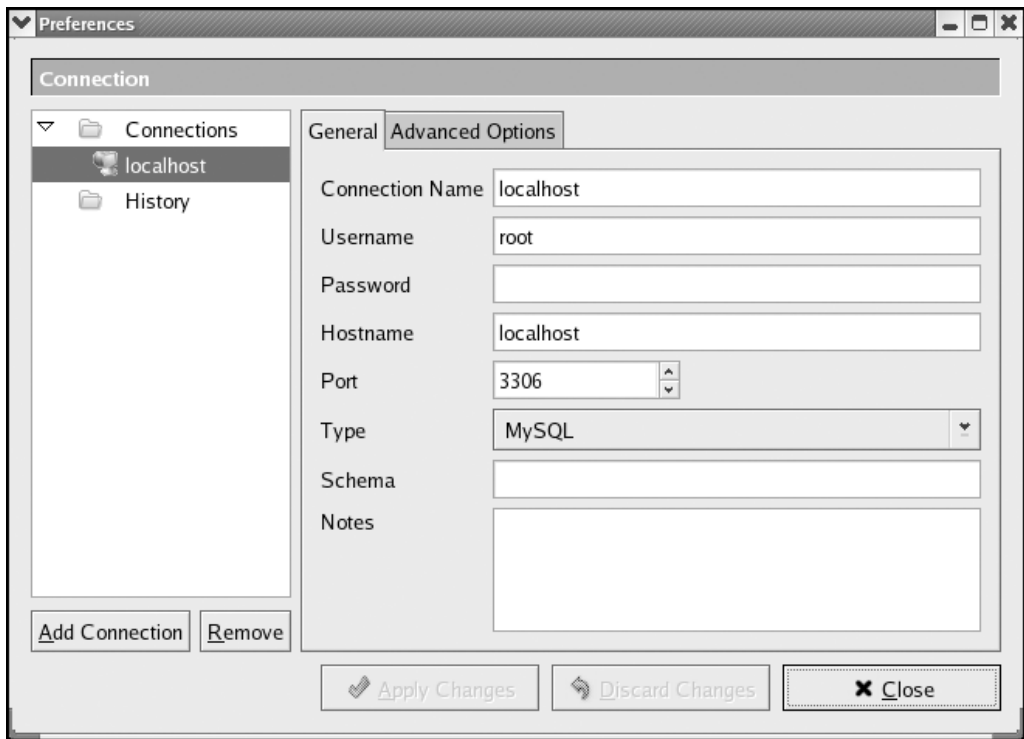 Preferences
Connection
Connections
localhost
History
Add Connection
Remove
General
Advanced Options
Connection Name
localhost
Username
root
Password
Hostname
localhost
Port
3306
Type
MySQL
Schema
Notes
Apply Changes
Discard Changes
Close